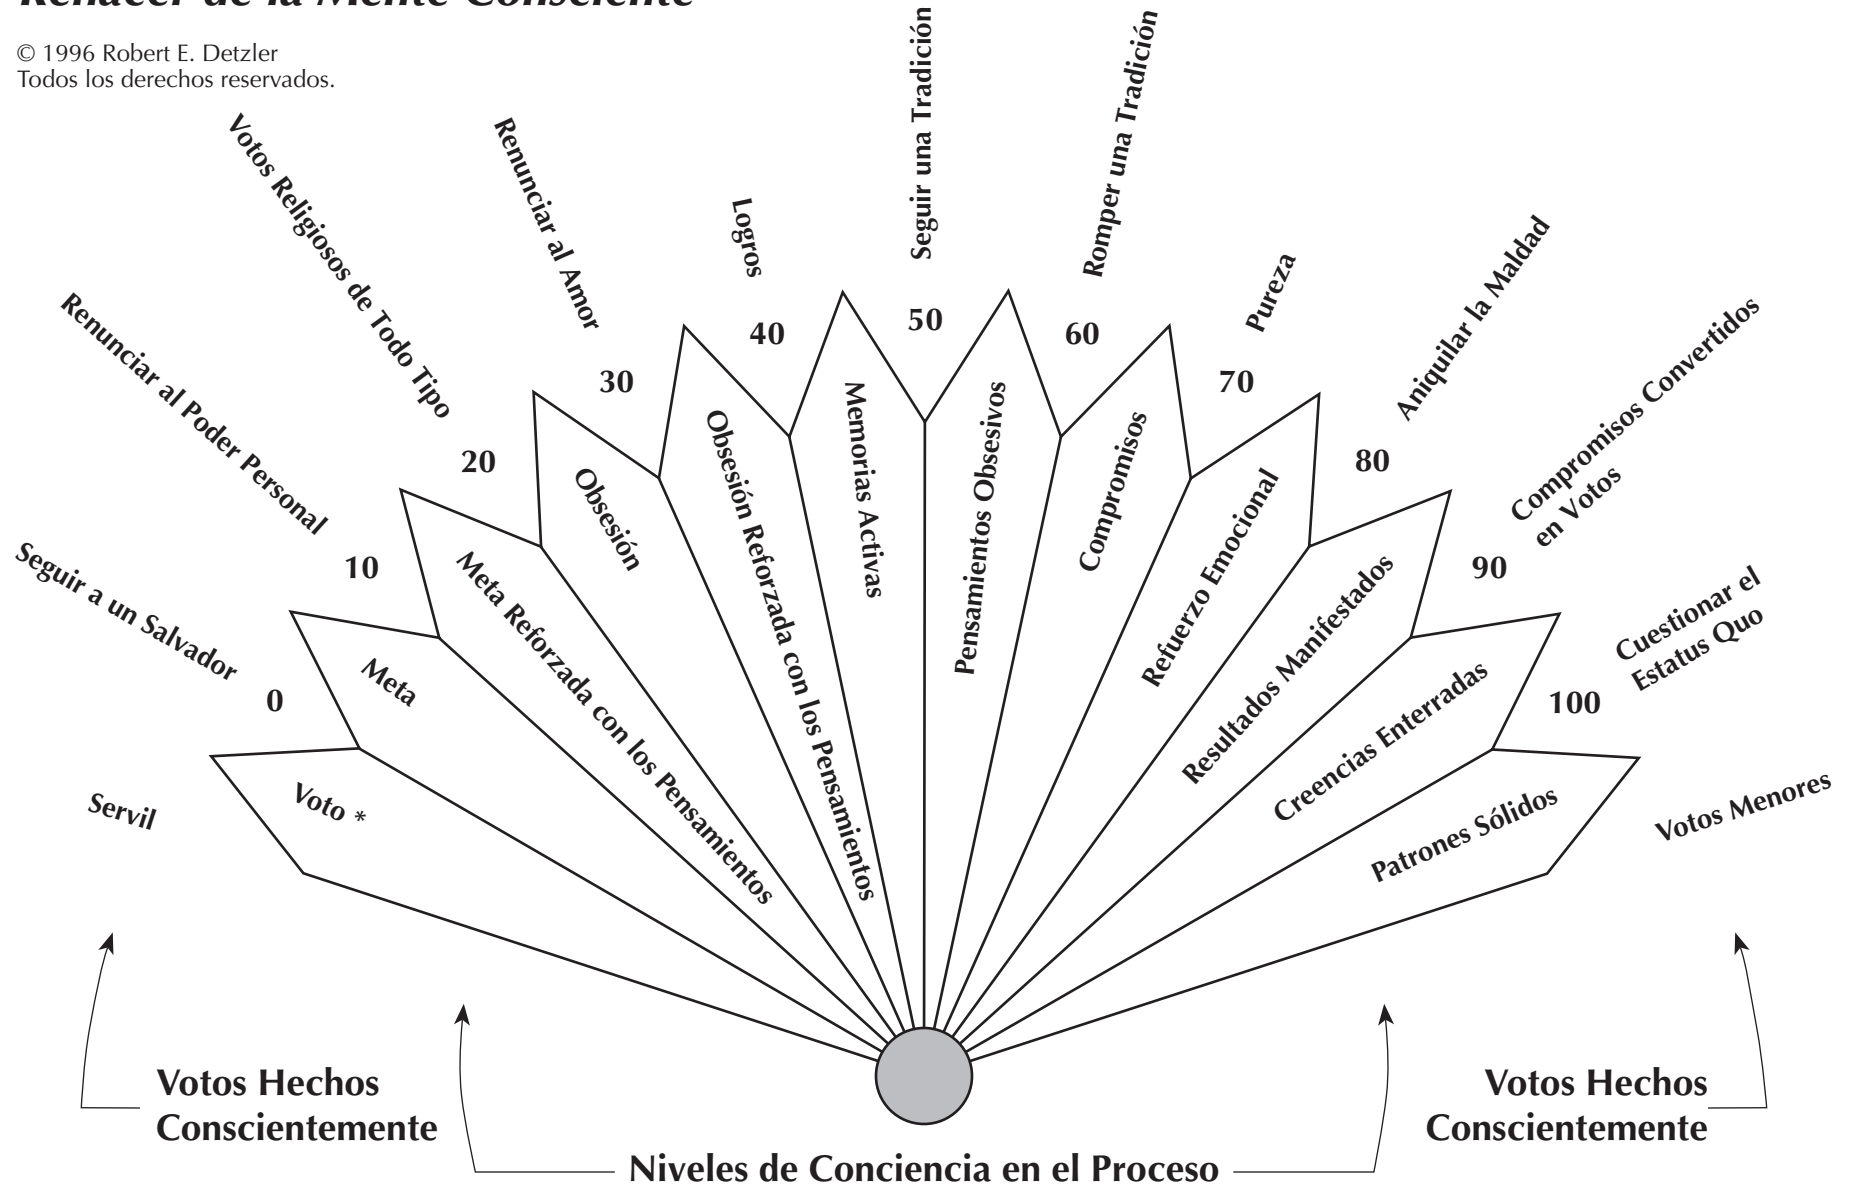 Renacer de la Mente Consciente
© 1996 Robert E. Detzler
Todos los derechos reservados.
Servil
Seguir a un Salvador
Renunciar al Poder Personal
Votos Religiosos de Todo Tipo
Renunciar al Amor
Logros
Seguir una Tradición
Romper una Tradición
Pureza
Aniquilar la Maldad
Compromisos Convertidos
en Votos
Cuestionar el
Estatus Quo
Votos Menores
0
10
20
30
40
50
60
70
80
90
100
Voto *
Meta
Meta Reforzada con los Pensamientos
Obsesión
Obsesión Reforzada con los Pensamientos
Memorias Activas
Pensamientos Obsesivos
Compromisos
Refuerzo Emocional
Resultados Manifestados
Creencias Enterradas
Patrones Sólidos
Votos Hechos
Conscientemente
Votos Hechos
Conscientemente
Niveles de Conciencia en el Proceso